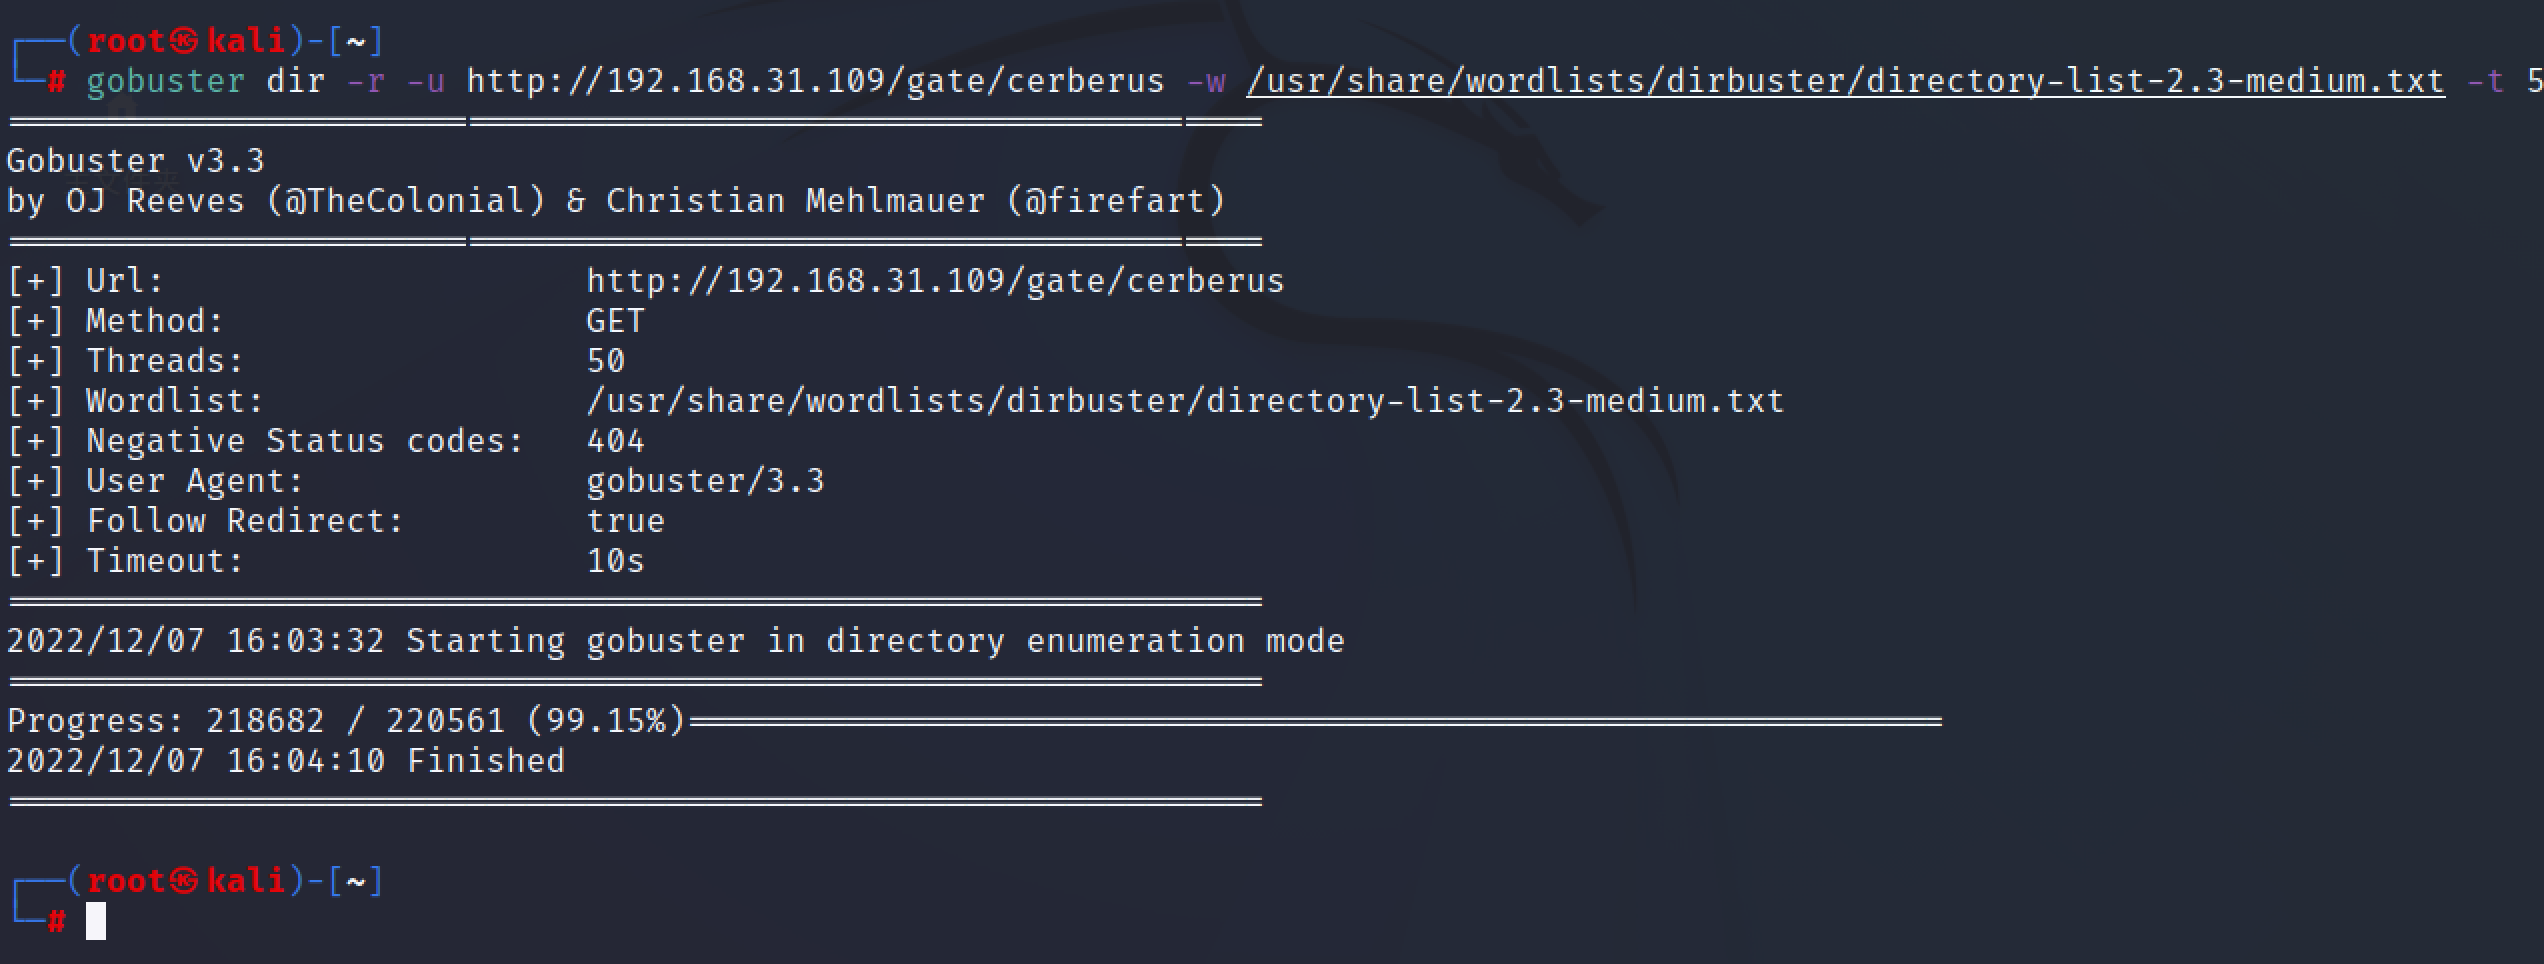 ┌──(root㉿kali)-[~]
└─# gobuster dir -r -u http://192.168.31.109/gate/cerberus -w /usr/share/wordlists/dirbuster/directory-list-2.3-medium.txt -t 5
===============================================================
Gobuster v3.3
by OJ Reeves (@TheColonial) & Christian Mehlmauer (@firefart)
===============================================================
[+] Url:                     http://192.168.31.109/gate/cerberus
[+] Method:                  GET
[+] Threads:                 50
[+] Wordlist:                /usr/share/wordlists/dirbuster/directory-list-2.3-medium.txt
[+] Negative Status codes:   404
[+] User Agent:              gobuster/3.3
[+] Follow Redirect:         true
[+] Timeout:                 10s
===============================================================
2022/12/07 16:03:32 Starting gobuster in directory enumeration mode
===============================================================
Progress: 218682 / 220561 (99.15%)===============================================================
2022/12/07 16:04:10 Finished
===============================================================
┌──(root㉿kali)-[~]
└─#